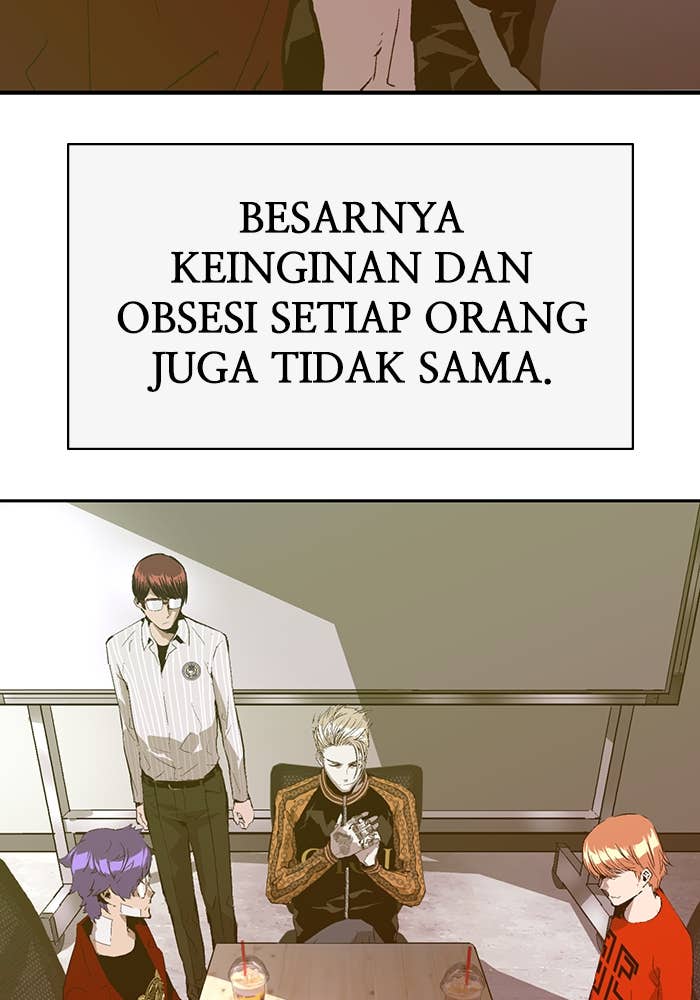 BESARNYA
KEINGINAN DAN
OBSESI SETIAP ORANG
JUGA TIDAK SAMA.